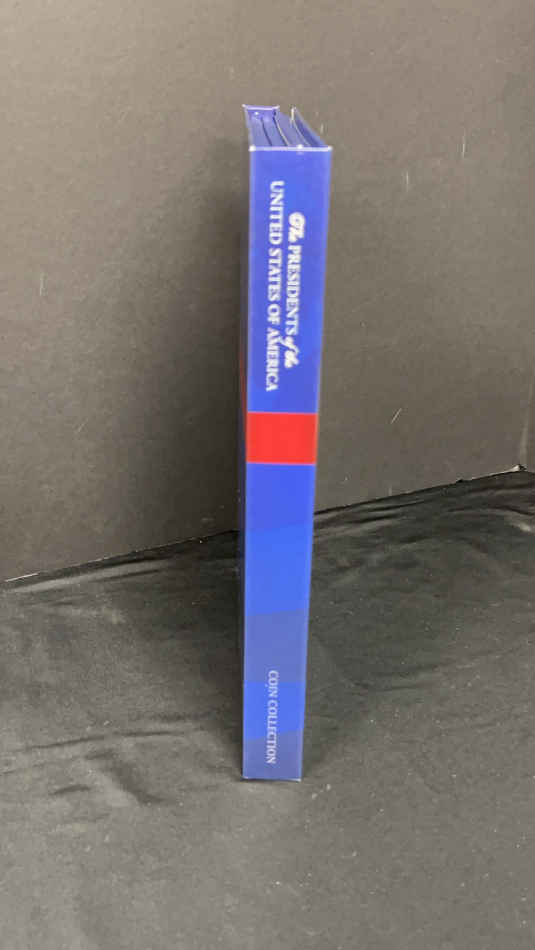 The PRESIDENTS of the
UNITED STATES OF AMERICA
COIN COLLECTION